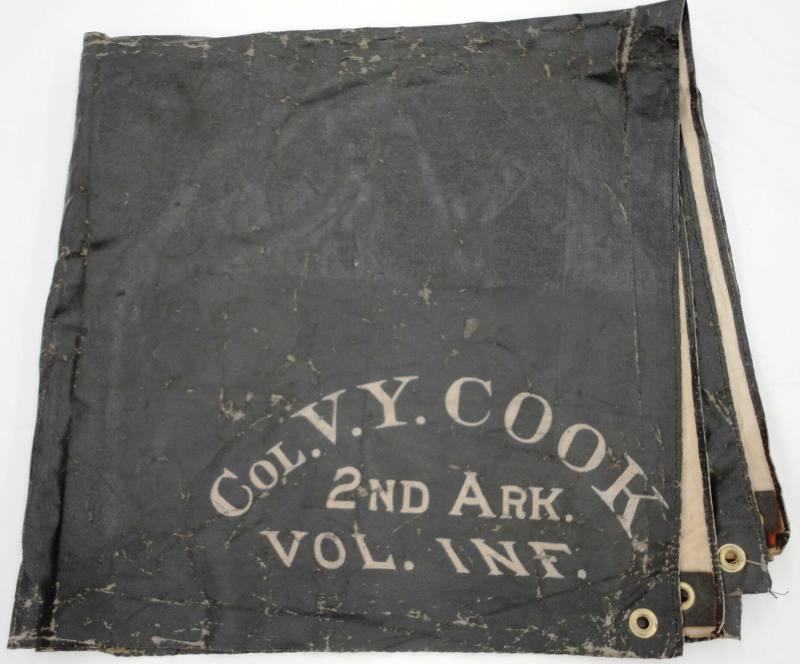 COL. V. Y. COOK
2ND ARK.
VOL. INF.